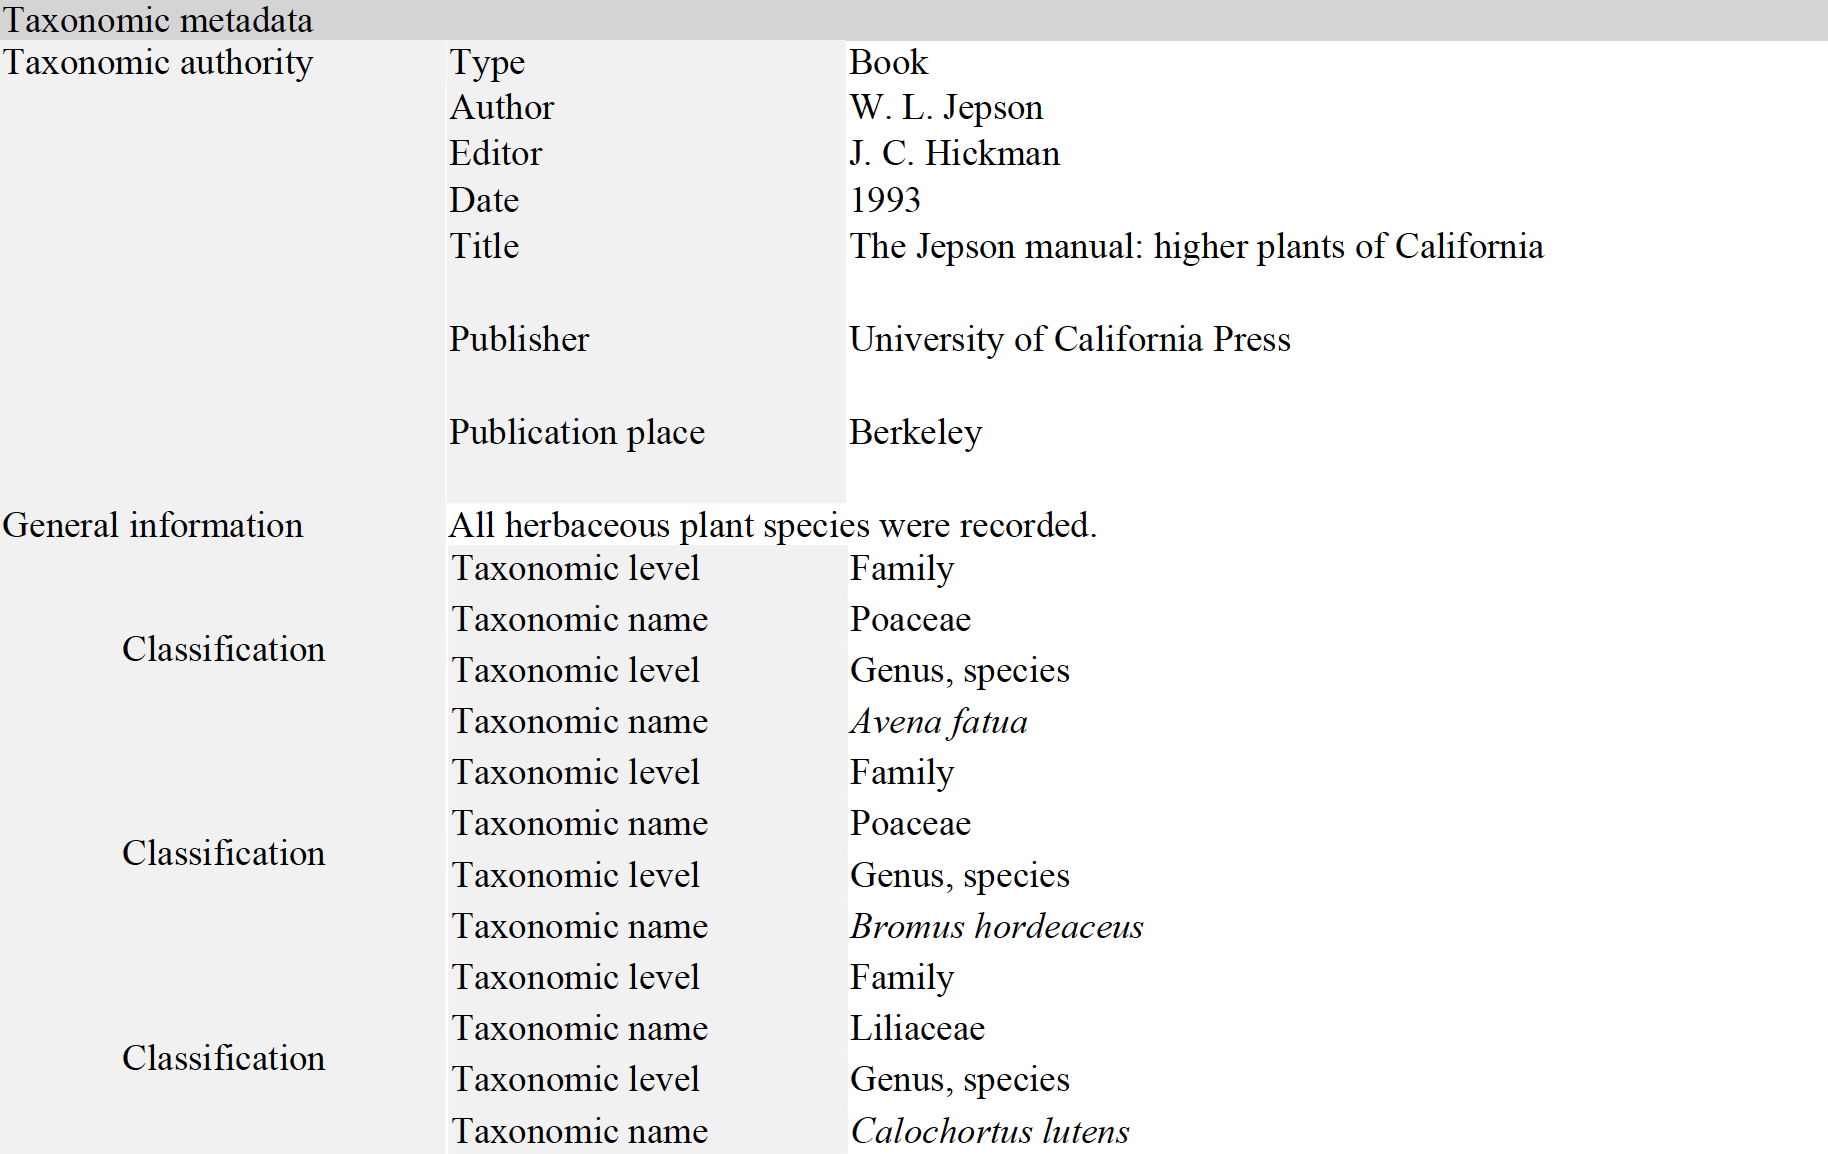 Taxonomic metadata
Taxonomic authority Type Book
Author W. L. Jepson
Editor J. C. Hickman
Date 1993
Title The Jepson manual: higher plants of California
Publisher University of California Press
Publication place Berkeley
General information All herbaceous plant species were recorded.
Taxonomic level Family
Taxonomic name Poaceae
Classification
Taxonomic level Genus, species
Taxonomic name Avena fatua
Taxonomic level Family
Taxonomic name Poaceae
Classification
Taxonomic level Genus, species
Taxonomic name Bromus hordeaceus
Taxonomic level Family
Taxonomic name Liliaceae
Classification
Taxonomic level Genus, species
Taxonomic name Calochortus lutens